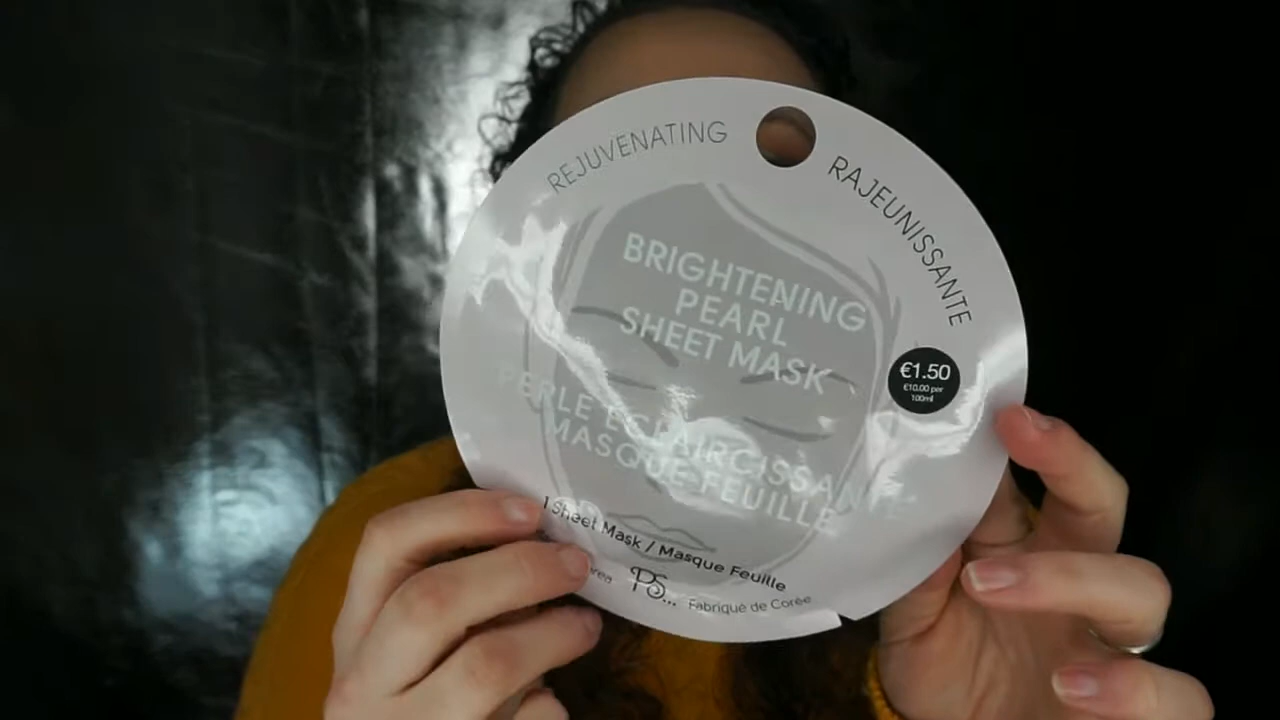 REJUVENATING
RAJEUNISSANTE
BRIGHTENING
PEARL
SHEET MASK
€1.50
€10.00 per
100ml
PERLE ÉCLAIRCISSAN
MASQUE-FEUILLE
1 Sheet Mask / Masque Feuille
PS...
Fabriqué de Corée